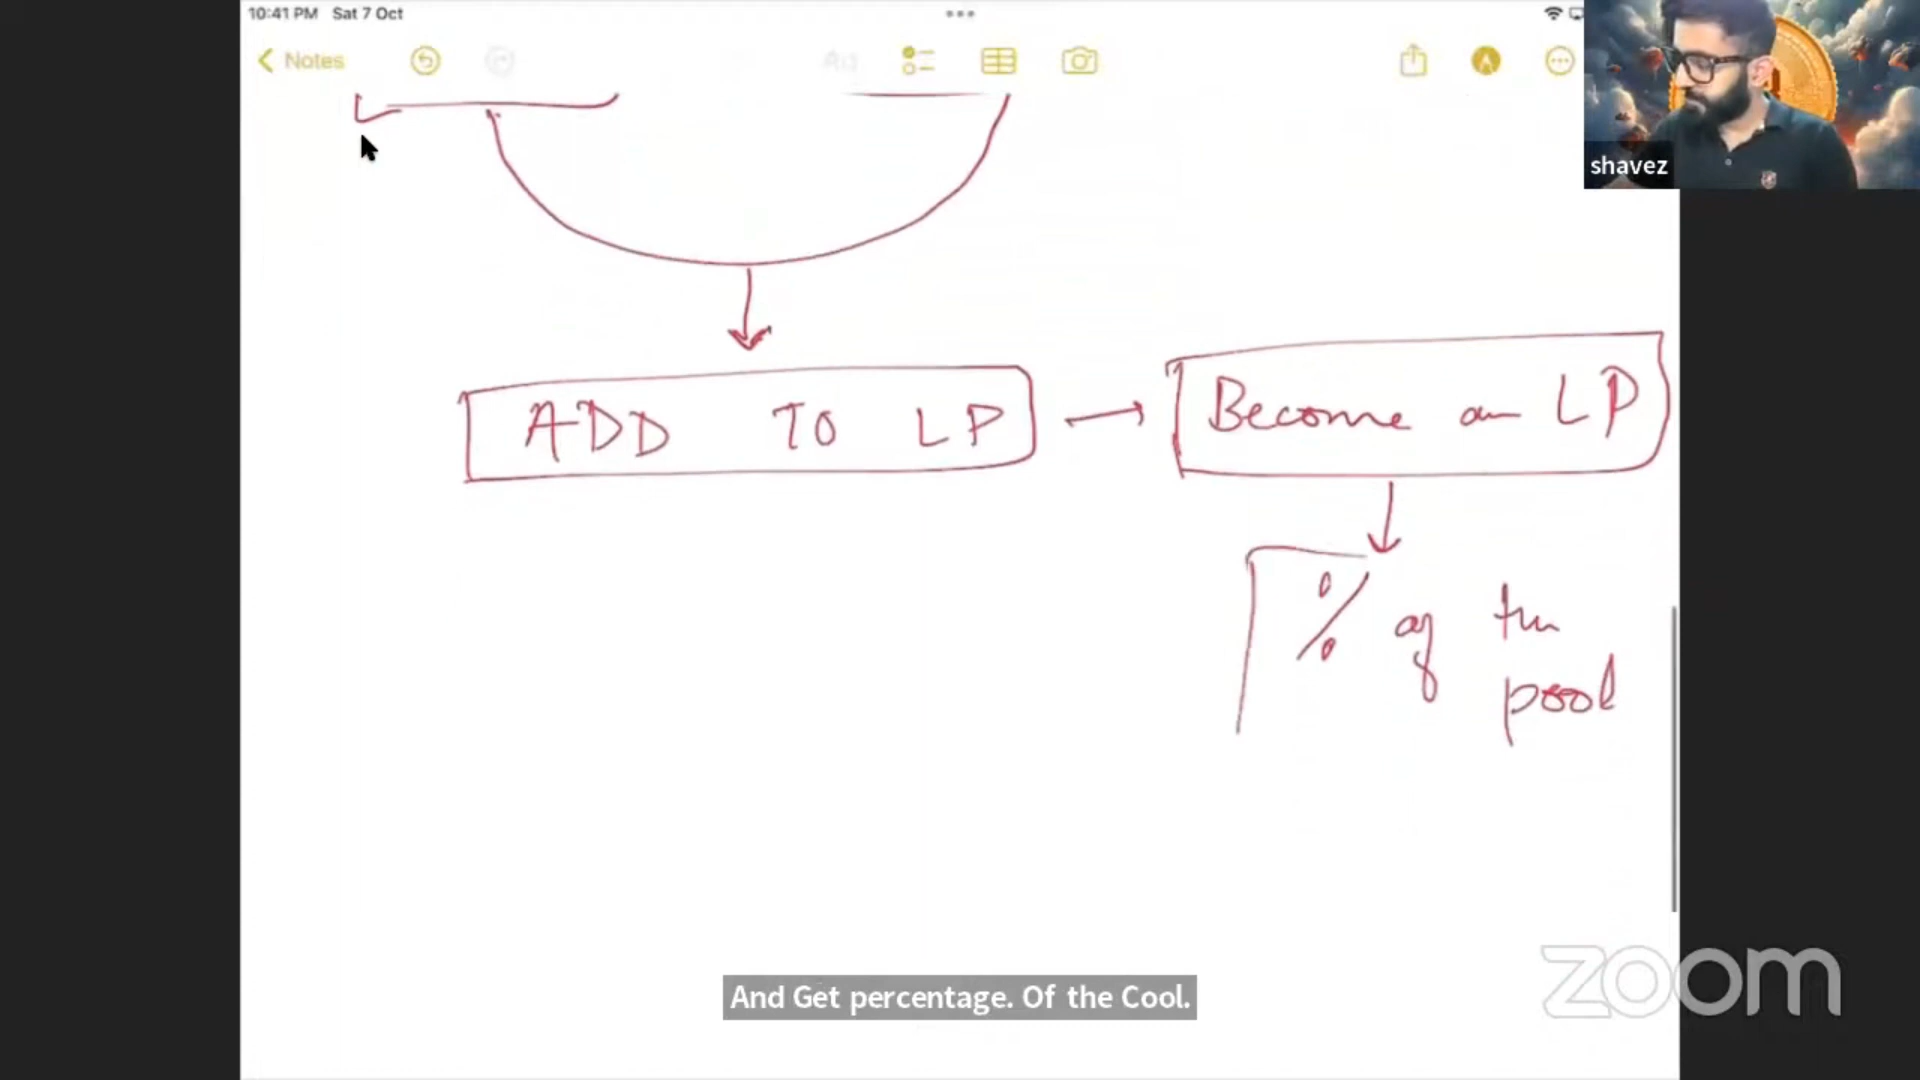 10:41 PM Sat 7 Oct
Notes
Aa
shavez
ADD TO LP
Become an LP
% of the
pool
And Get percentage. Of the Cool.
zoom